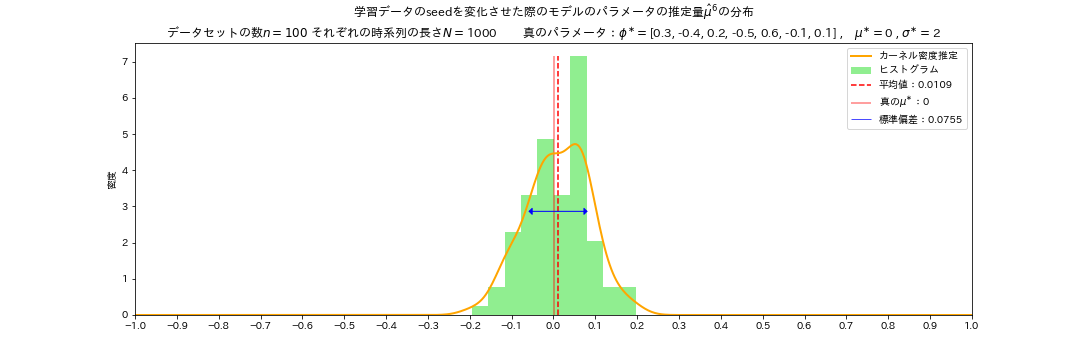 学習データのseedを変化させた際のモデルのパラメータの推定量μ̂⁶の分布
データセットの数n = 100 それぞれの時系列の長さN = 1000　　真のパラメータ：ϕ* = [0.3, -0.4, 0.2, -0.5, 0.6, -0.1, 0.1] ,　μ* = 0 , σ* = 2
カーネル密度推定
ヒストグラム
平均値：0.0109
真のμ*：0
標準偏差：0.0755
密度
7
6
5
4
3
2
1
0
−1.0 −0.9 −0.8 −0.7 −0.6 −0.5 −0.4 −0.3 −0.2 −0.1 0.0 0.1 0.2 0.3 0.4 0.5 0.6 0.7 0.8 0.9 1.0